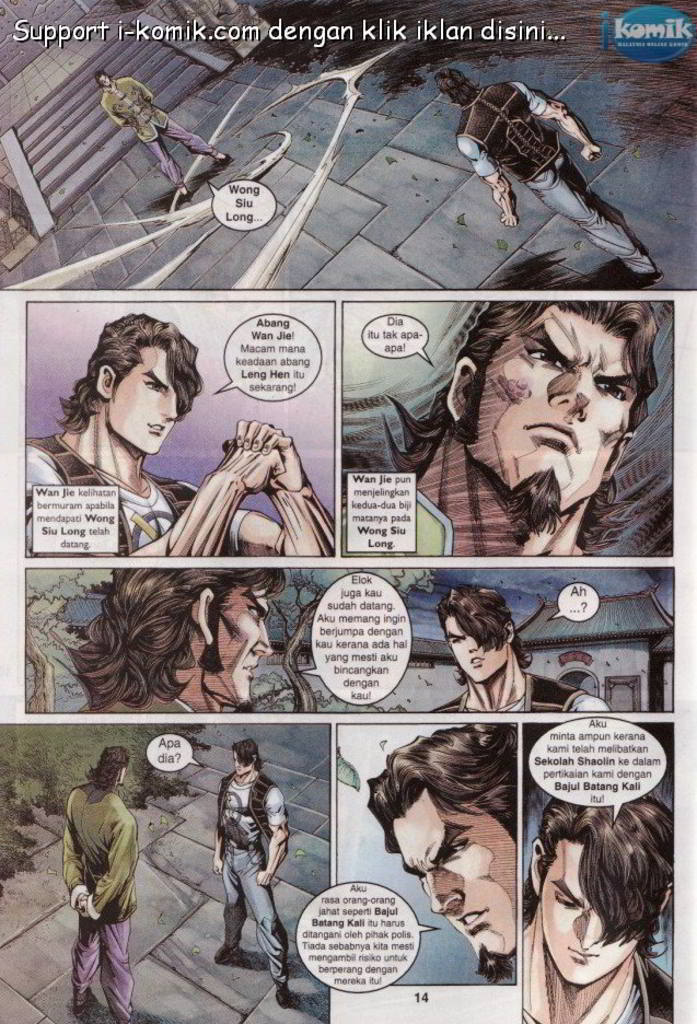 Support i-komik.com dengan klik iklan disini...
i komik
MALAYSIA ONLINE KOMIK
Wong
Siu
Long...
Abang
Wan Jie!
Macam mana
keadaan abang
Leng Hen itu
sekarang!
Wan Jie kelihatan
bermuram apabila
mendapati Wong
Siu Long telah
datang.
Dia
itu tak apa-
apa!
Wan Jie pun
menjelingkan
kedua-dua biji
matanya pada
Wong Siu
Long.
Elok
juga kau
sudah datang.
Aku memang ingin
berjumpa dengan
kau kerana ada hal
yang mesti aku
bincangkan
dengan
kau!
Ah
...?
Apa
dia?
Aku
rasa orang-orang
jahat seperti Bajul
Batang Kali itu harus
ditangani oleh pihak polis.
Tiada sebabnya kita mesti
mengambil risiko untuk
berperang dengan
mereka itu!
Aku
minta ampun kerana
kami telah melibatkan
Sekolah Shaolin ke dalam
pertikaian kami dengan
Bajul Batang Kali
itu!
14